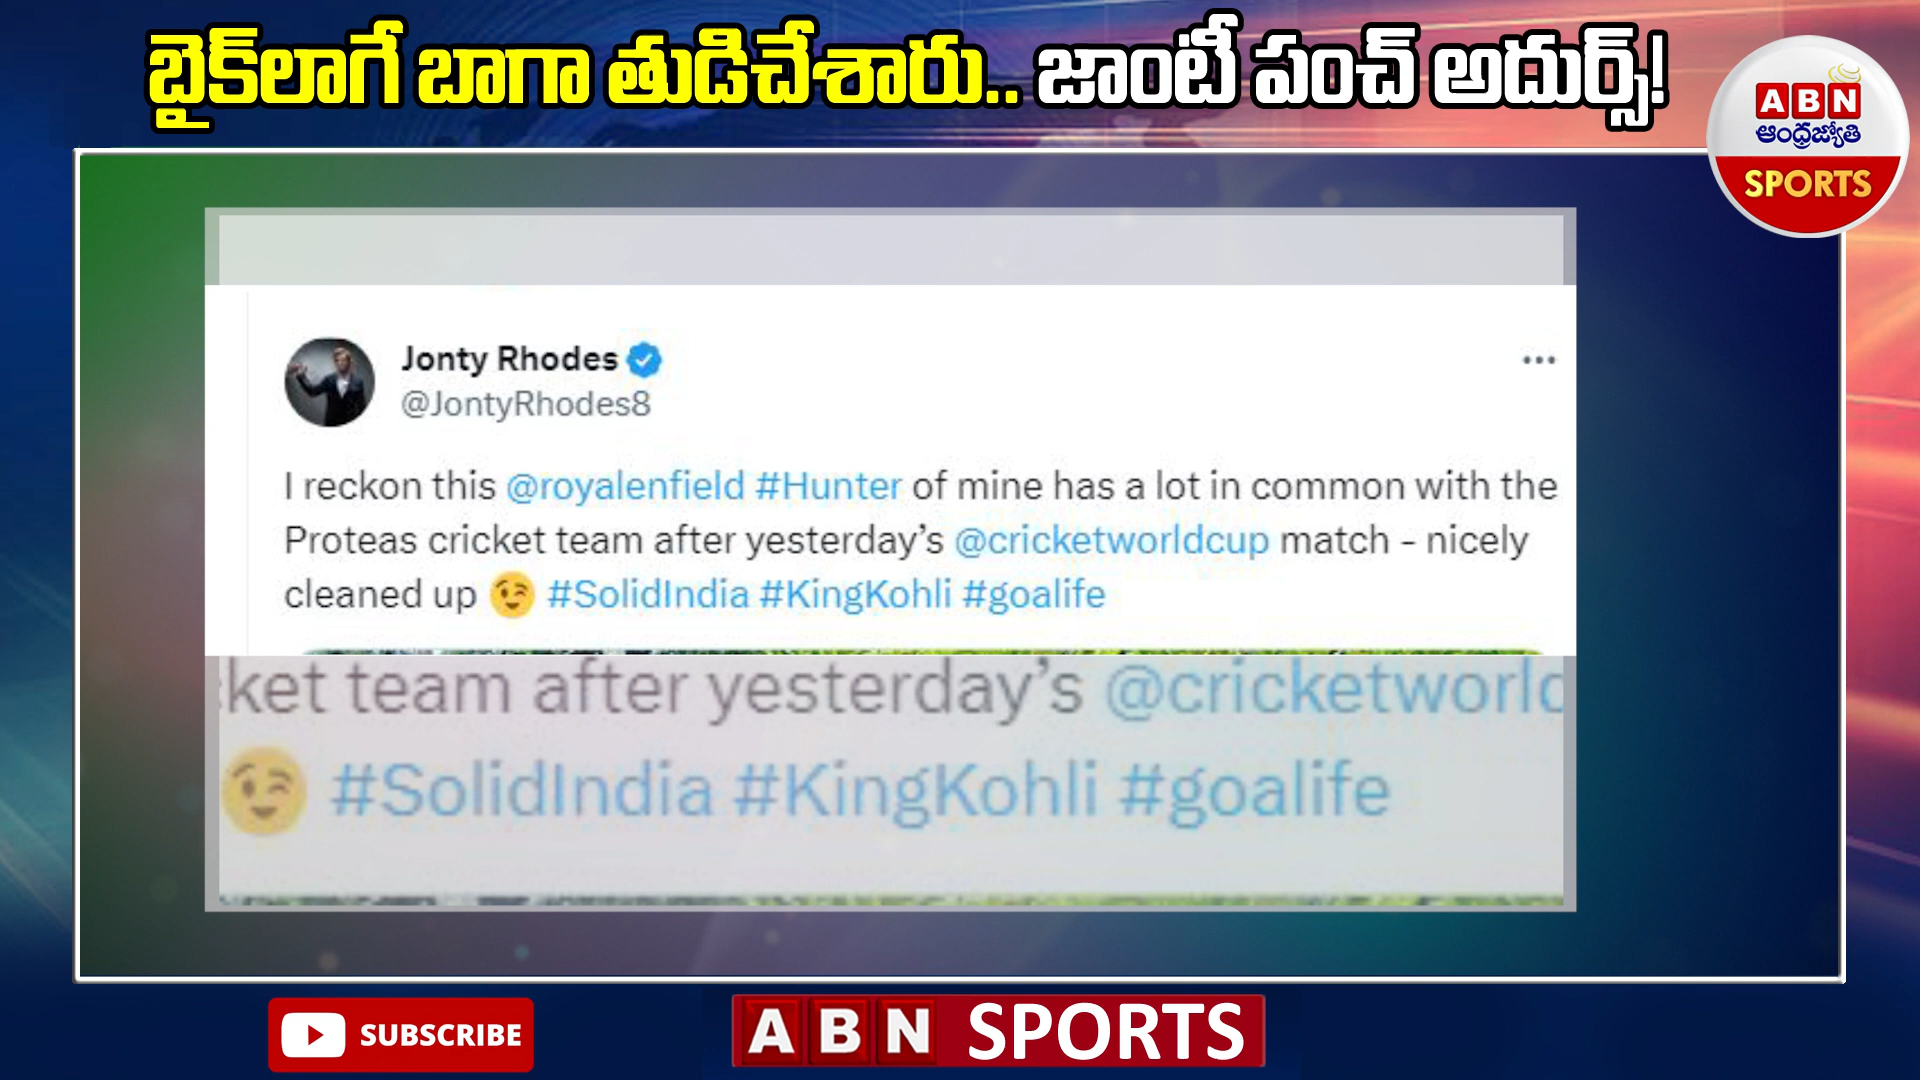 బైక్‌లాగే బాగా తుడిచేశారు.. జాంటీ పంచ్ అదుర్స్!
ABN
ఆంధ్రజ్యోతి
SPORTS
Jonty Rhodes
@JontyRhodes8
I reckon this @royalenfield #Hunter of mine has a lot in common with the
Proteas cricket team after yesterday’s @cricketworldcup match - nicely
cleaned up 😉 #SolidIndia #KingKohli #goalife
ket team after yesterday’s @cricketworld
😉 #SolidIndia #KingKohli #goalife
SUBSCRIBE
ABN SPORTS